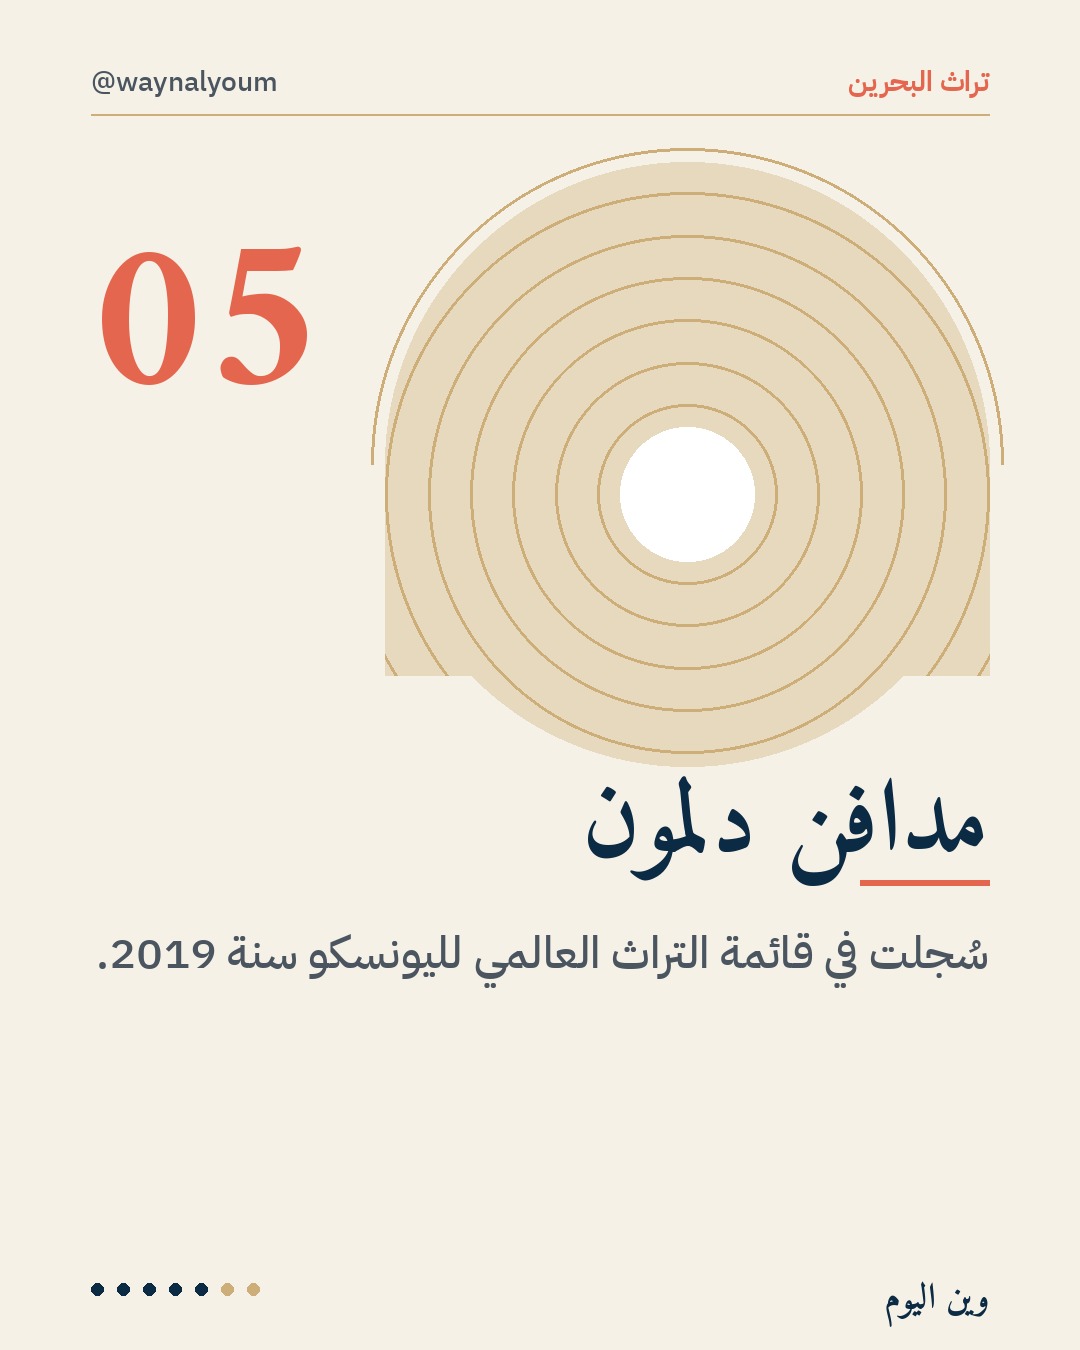 تراث البحرين
@waynalyoum
05
مدافن دلمون
سُجلت في قائمة التراث العالمي لليونسكو سنة 2019.
وين اليوم